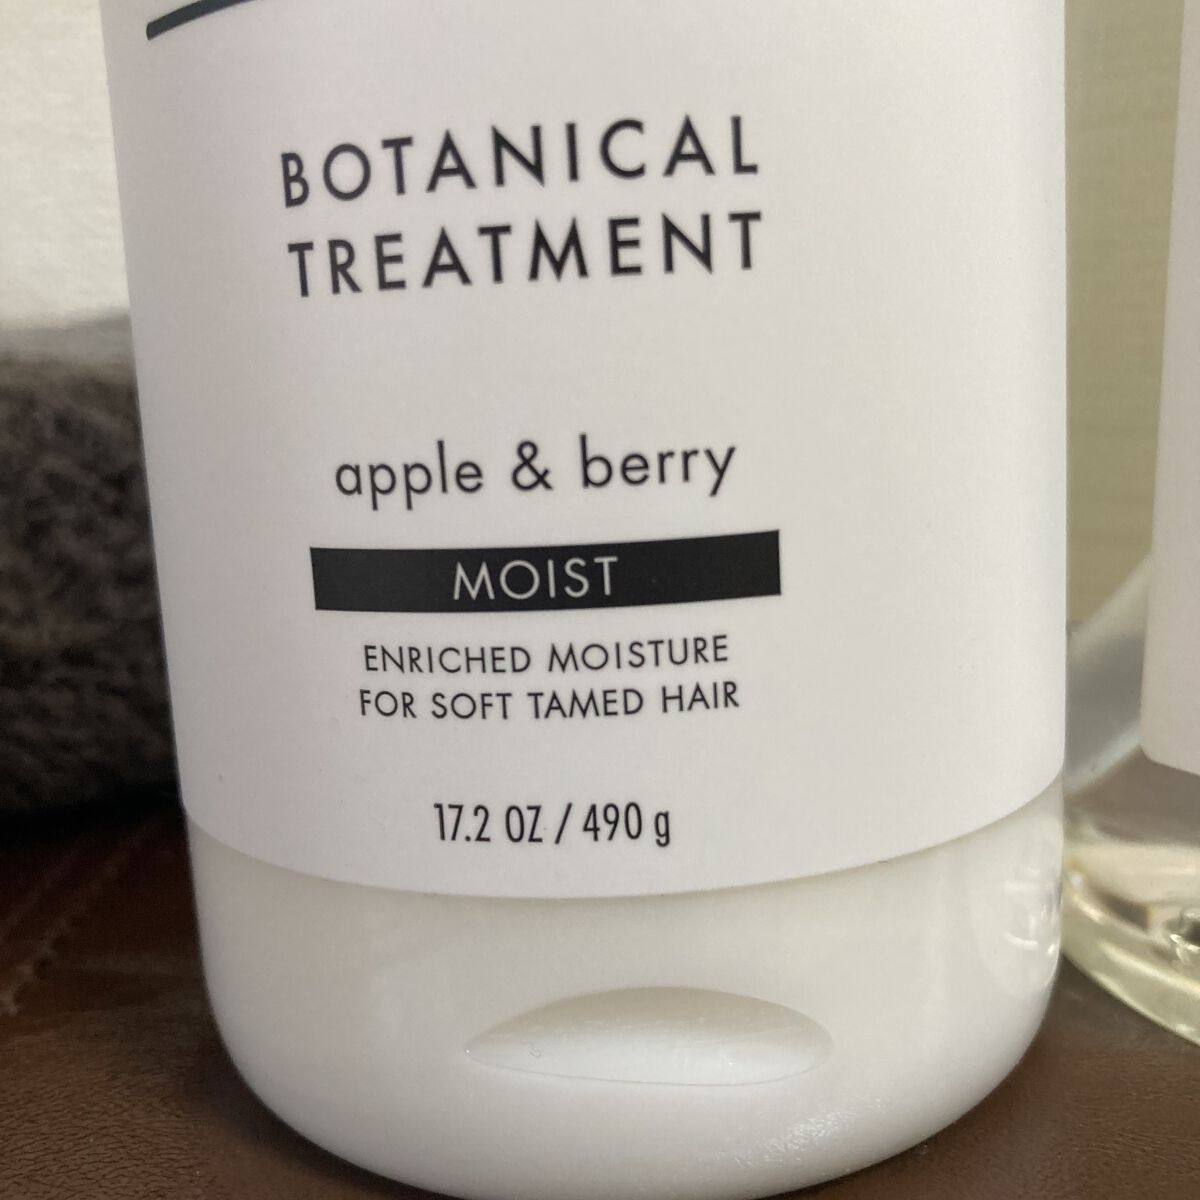 BOTANICAL
TREATMENT
apple & berry
MOIST
ENRICHED MOISTURE
FOR SOFT TAMED HAIR
17.2 OZ / 490 g